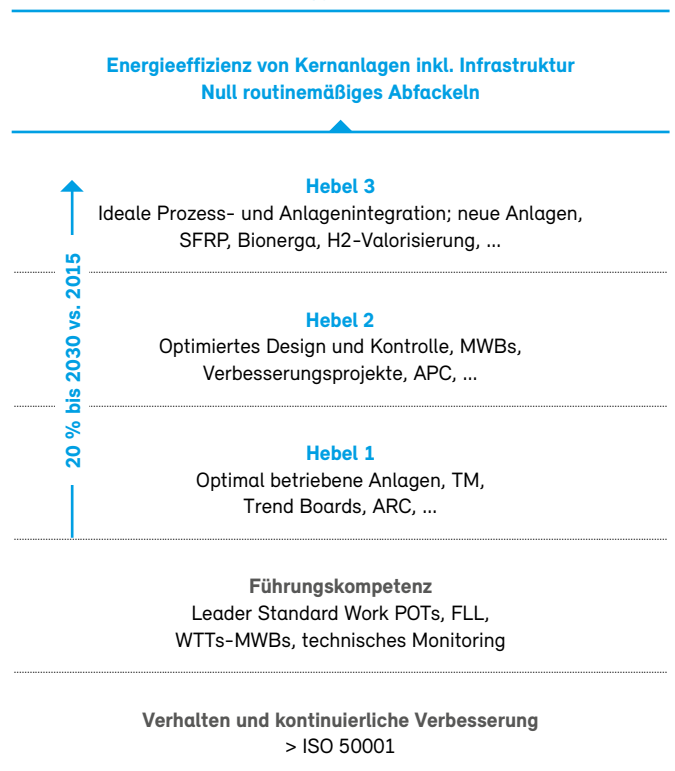 Energieeffizienz von Kernanlagen inkl. Infrastruktur
Null routinemäßiges Abfackeln
Hebel 3
Ideale Prozess- und Anlagenintegration; neue Anlagen,
SFRP, Bionerga, H2-Valorisierung, ...
20 % bis 2030 vs. 2015
Hebel 2
Optimiertes Design und Kontrolle, MWBs,
Verbesserungsprojekte, APC, ...
Hebel 1
Optimal betriebene Anlagen, TM,
Trend Boards, ARC, ...
Führungskompetenz
Leader Standard Work POTs, FLL,
WTTs-MWBs, technisches Monitoring
Verhalten und kontinuierliche Verbesserung
> ISO 50001